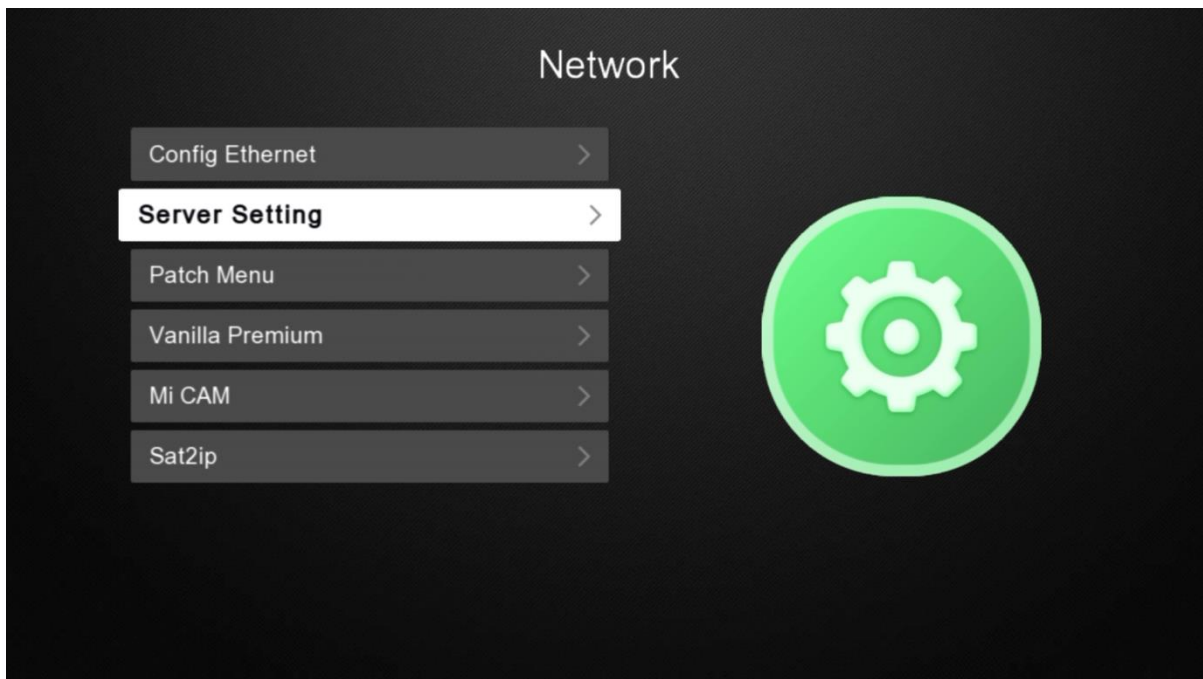 Network
Config Ethernet
Server Setting
Patch Menu
Vanilla Premium
Mi CAM
Sat2ip